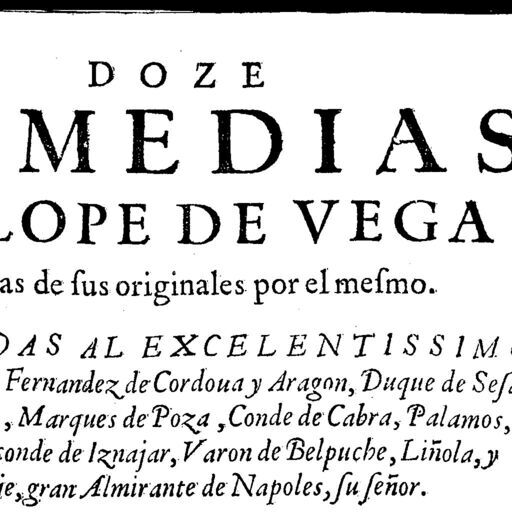 DOZE
MEDIAS
LOPE DE VEGA
as de ſus originales por el meſmo.
DAS AL EXCELENTISSIM
Fernandez de Cordoua y Aragon, Duque de Seſa
, Marques de Poza, Conde de Cabra, Palamos,
conde de Iznajar, Varon de Belpuche, Liñola, y
je, gran Almirante de Napoles, ſu ſeñor.